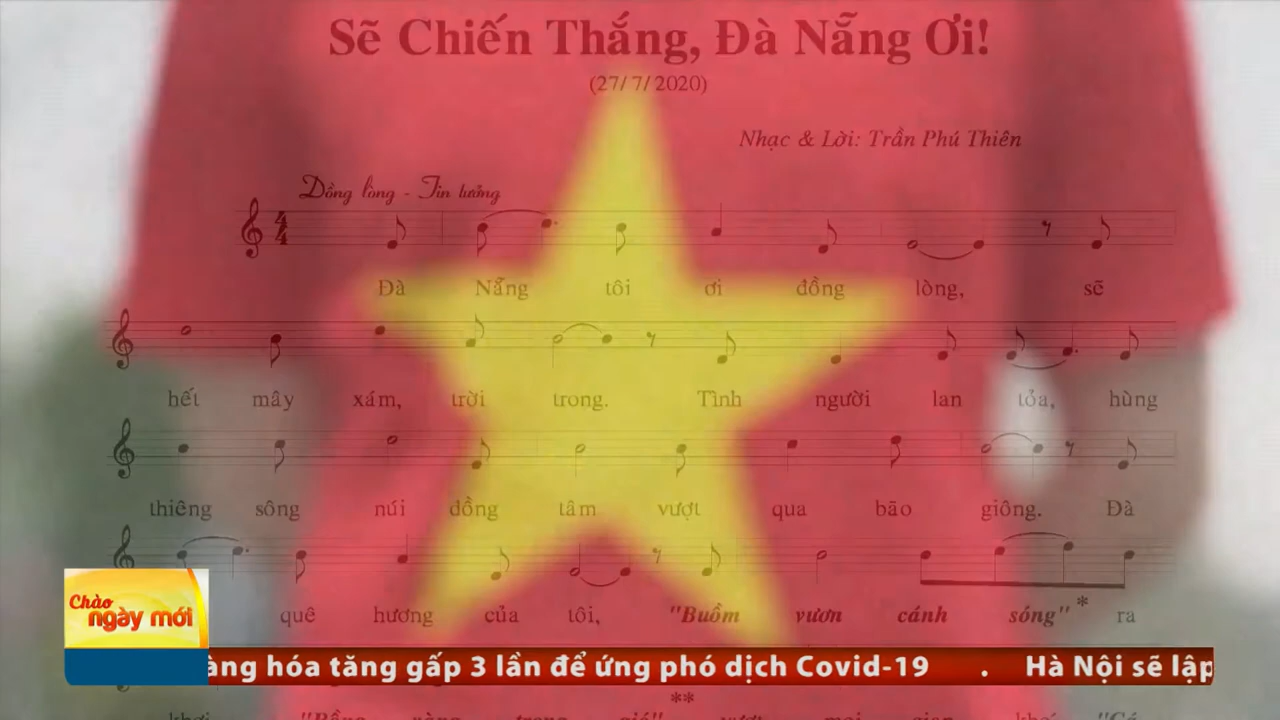 Sẽ Chiến Thắng, Đà Nẵng Ơi!
(27/7/2020)
Nhạc & Lời: Trần Phú Thiên
Đồng lòng - Tin tưởng
Đà Nẵng tôi ơi đồng lòng, sẽ
hết mây xám, trời trong. Tình người lan tỏa, hùng
thiêng sông núi đồng tâm vượt qua bão giông. Đà
quê hương của tôi, "Buồm vươn cánh sóng" * ra
Chào
ngày mới
àng hóa tăng gấp 3 lần để ứng phó dịch Covid-19 . Hà Nội sẽ lập
**